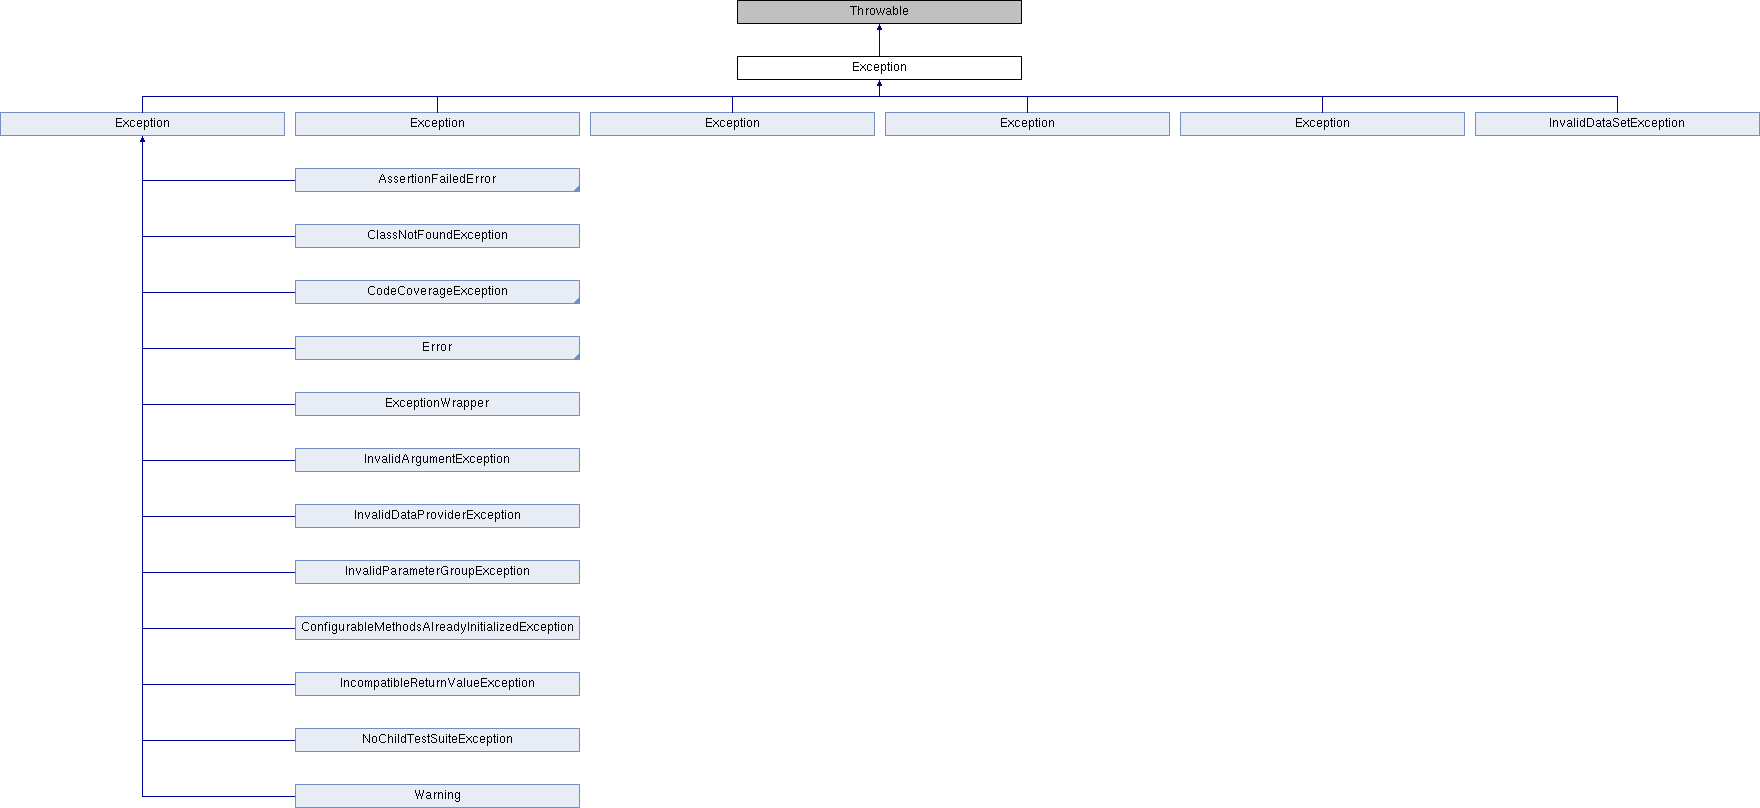 Throwable
Exception
Exception
Exception
Exception
Exception
Exception
InvalidDataSetException
AssertionFailedError
ClassNotFoundException
CodeCoverageException
Error
ExceptionWrapper
InvalidArgumentException
InvalidDataProviderException
InvalidParameterGroupException
ConfigurableMethodsAlreadyInitializedException
IncompatibleReturnValueException
NoChildTestSuiteException
Warning